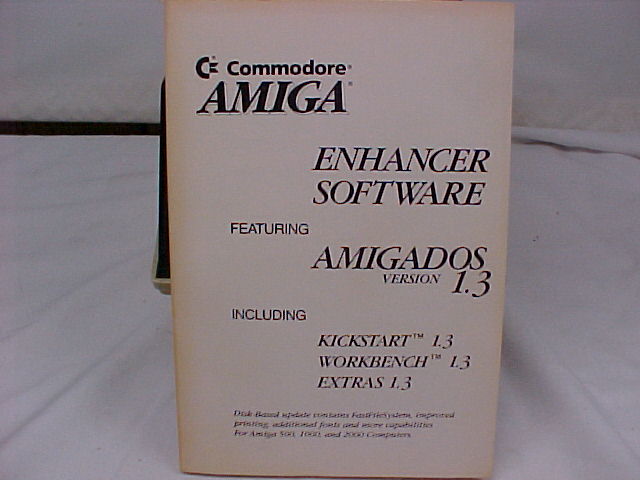 Commodore®
AMIGA®
ENHANCER
SOFTWARE
FEATURING
AMIGADOS
VERSION 1.3
INCLUDING
KICKSTART™ 1.3
WORKBENCH™ 1.3
EXTRAS 1.3
Disk-Based update contains FastFileSystem, improved
printing, additional fonts and more capabilities
For Amiga 500, 1000, and 2000 Computers